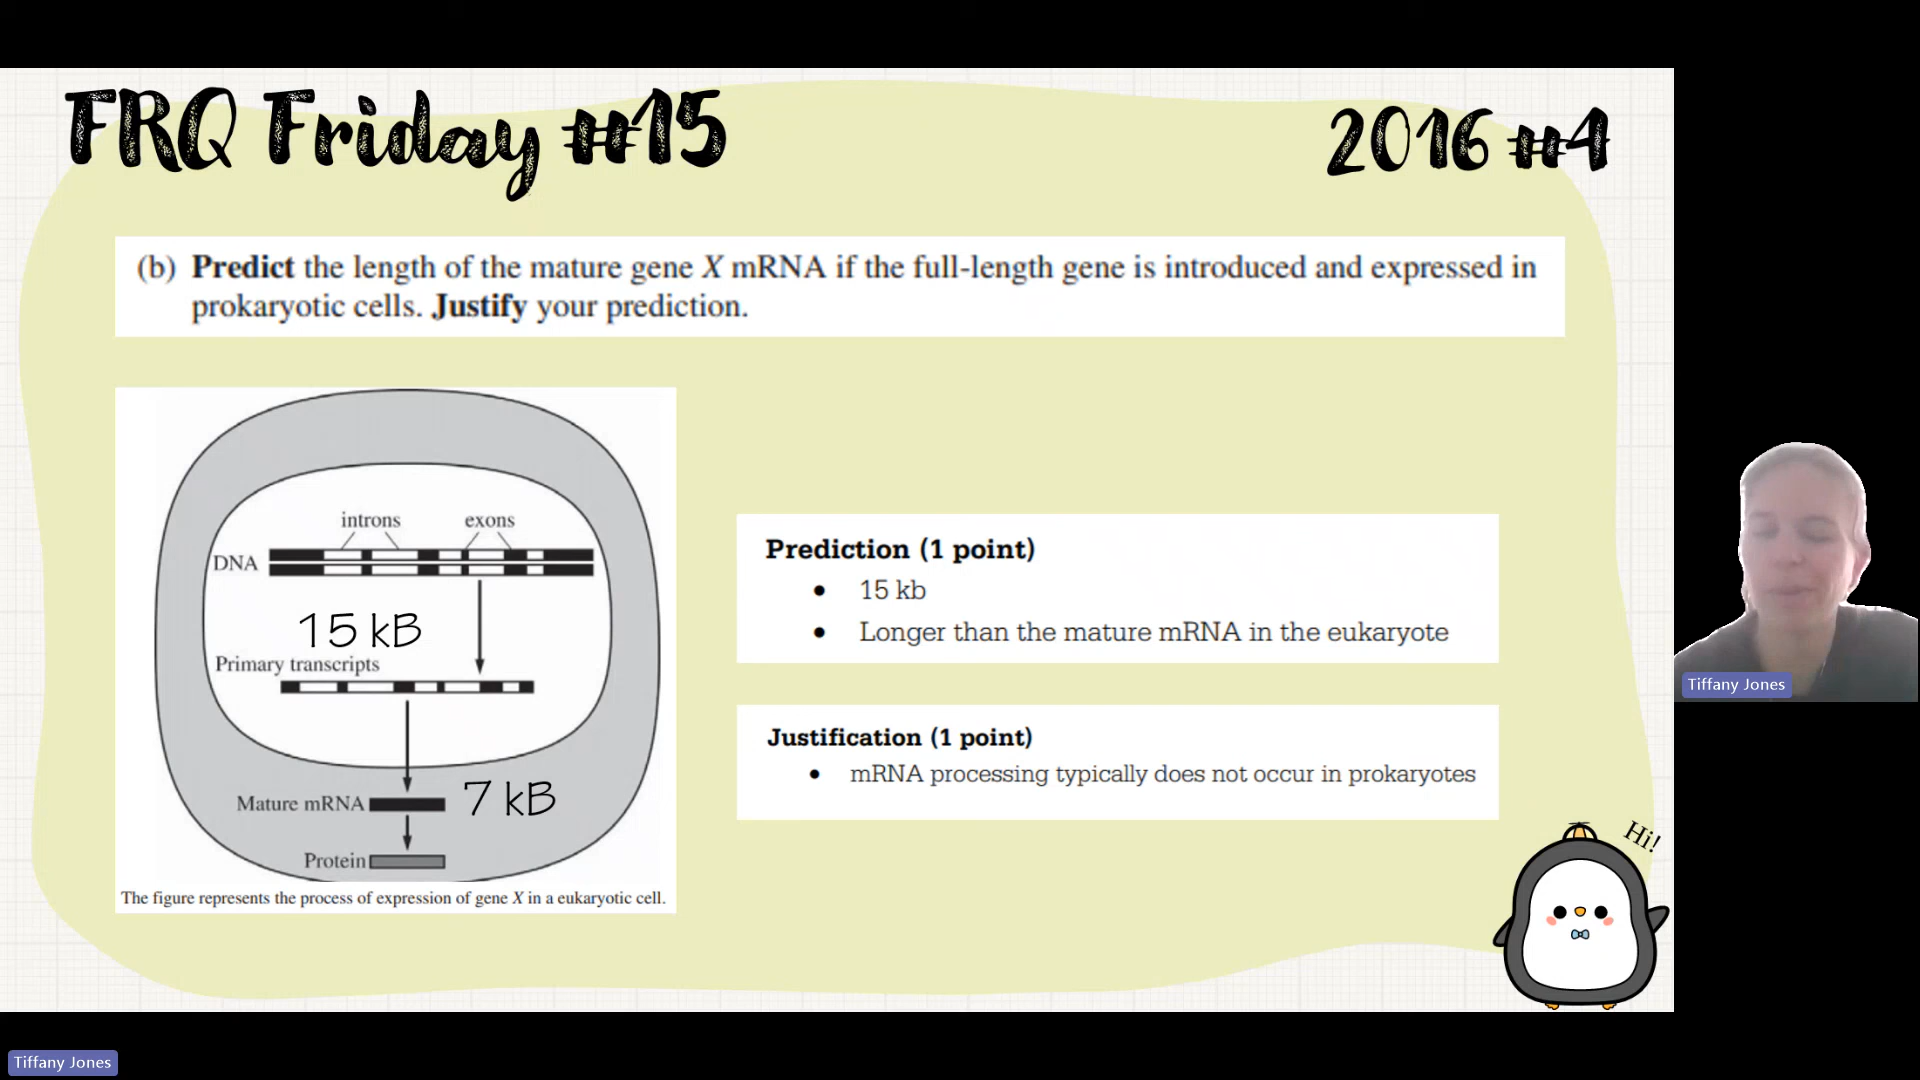 FRQ Friday #15
2016 #4
(b) Predict the length of the mature gene X mRNA if the full-length gene is introduced and expressed in
prokaryotic cells. Justify your prediction.
introns exons
DNA
15 kB
Primary transcripts
Mature mRNA 7 kB
Protein
The figure represents the process of expression of gene X in a eukaryotic cell.
Prediction (1 point)
• 15 kb
• Longer than the mature mRNA in the eukaryote
Justification (1 point)
• mRNA processing typically does not occur in prokaryotes
Hi!
Tiffany Jones
Tiffany Jones